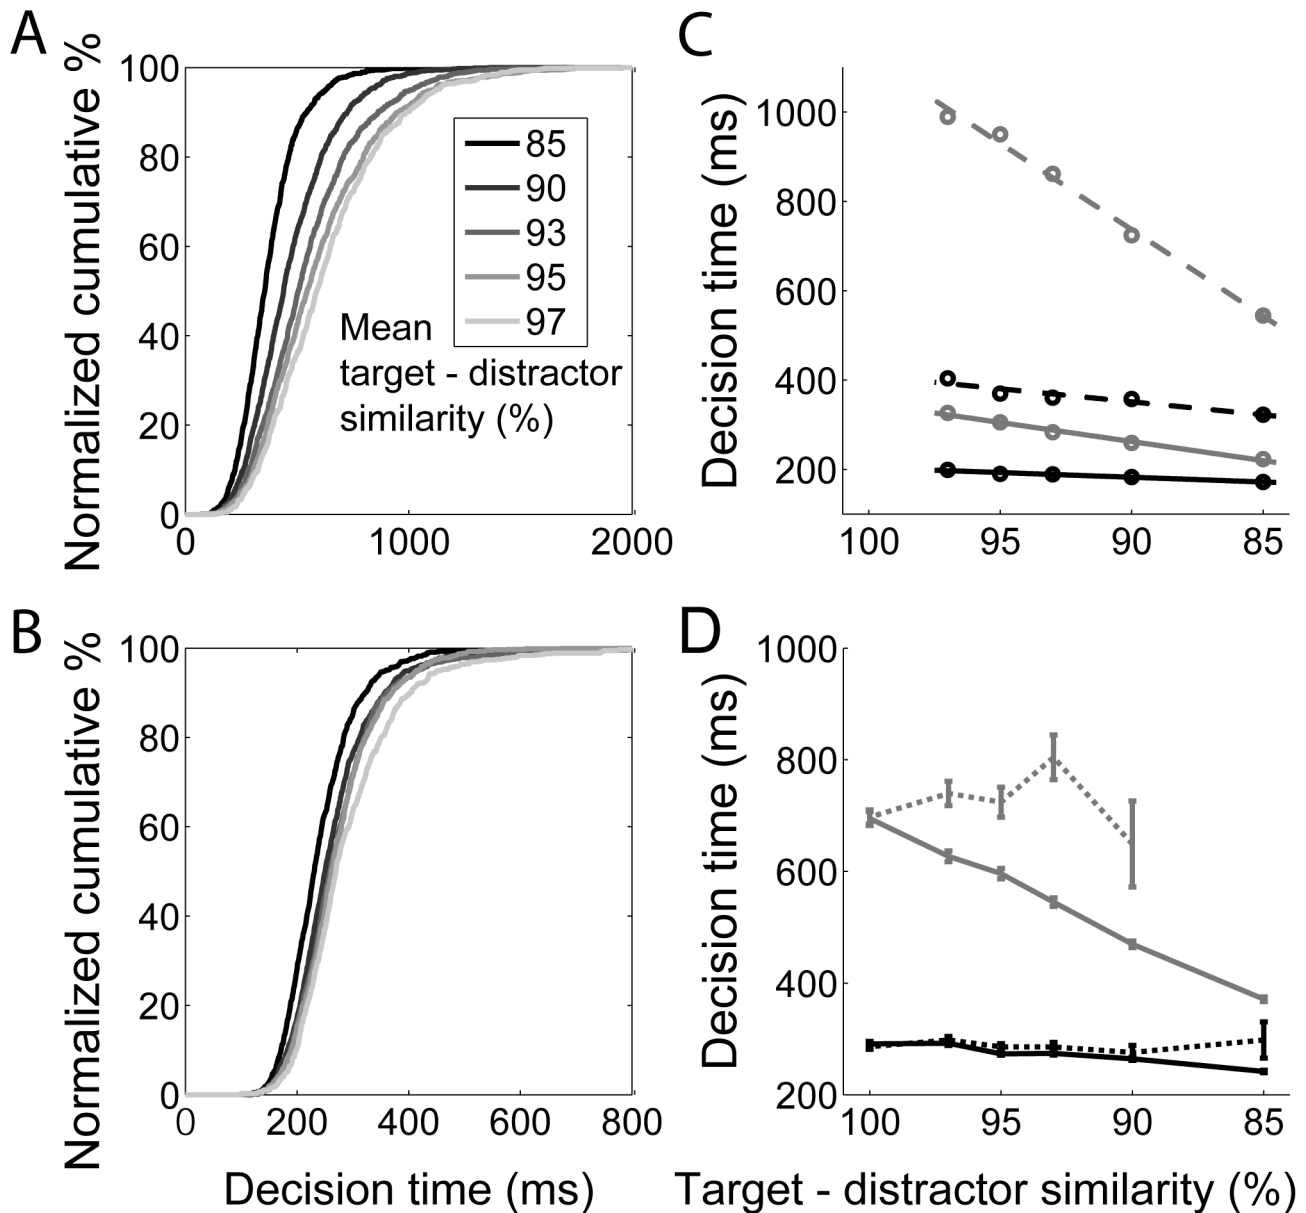 A
Normalized cumulative %
100
80
60
40
20
0
0 1000 2000
85
90
93
95
97
Mean
target - distractor
similarity (%)
C
Decision time (ms)
1000
800
600
400
200
100 95 90 85
B
Normalized cumulative %
100
80
60
40
20
0
0 200 400 600 800
Decision time (ms)
D
Decision time (ms)
1000
800
600
400
200
100 95 90 85
Target - distractor similarity (%)